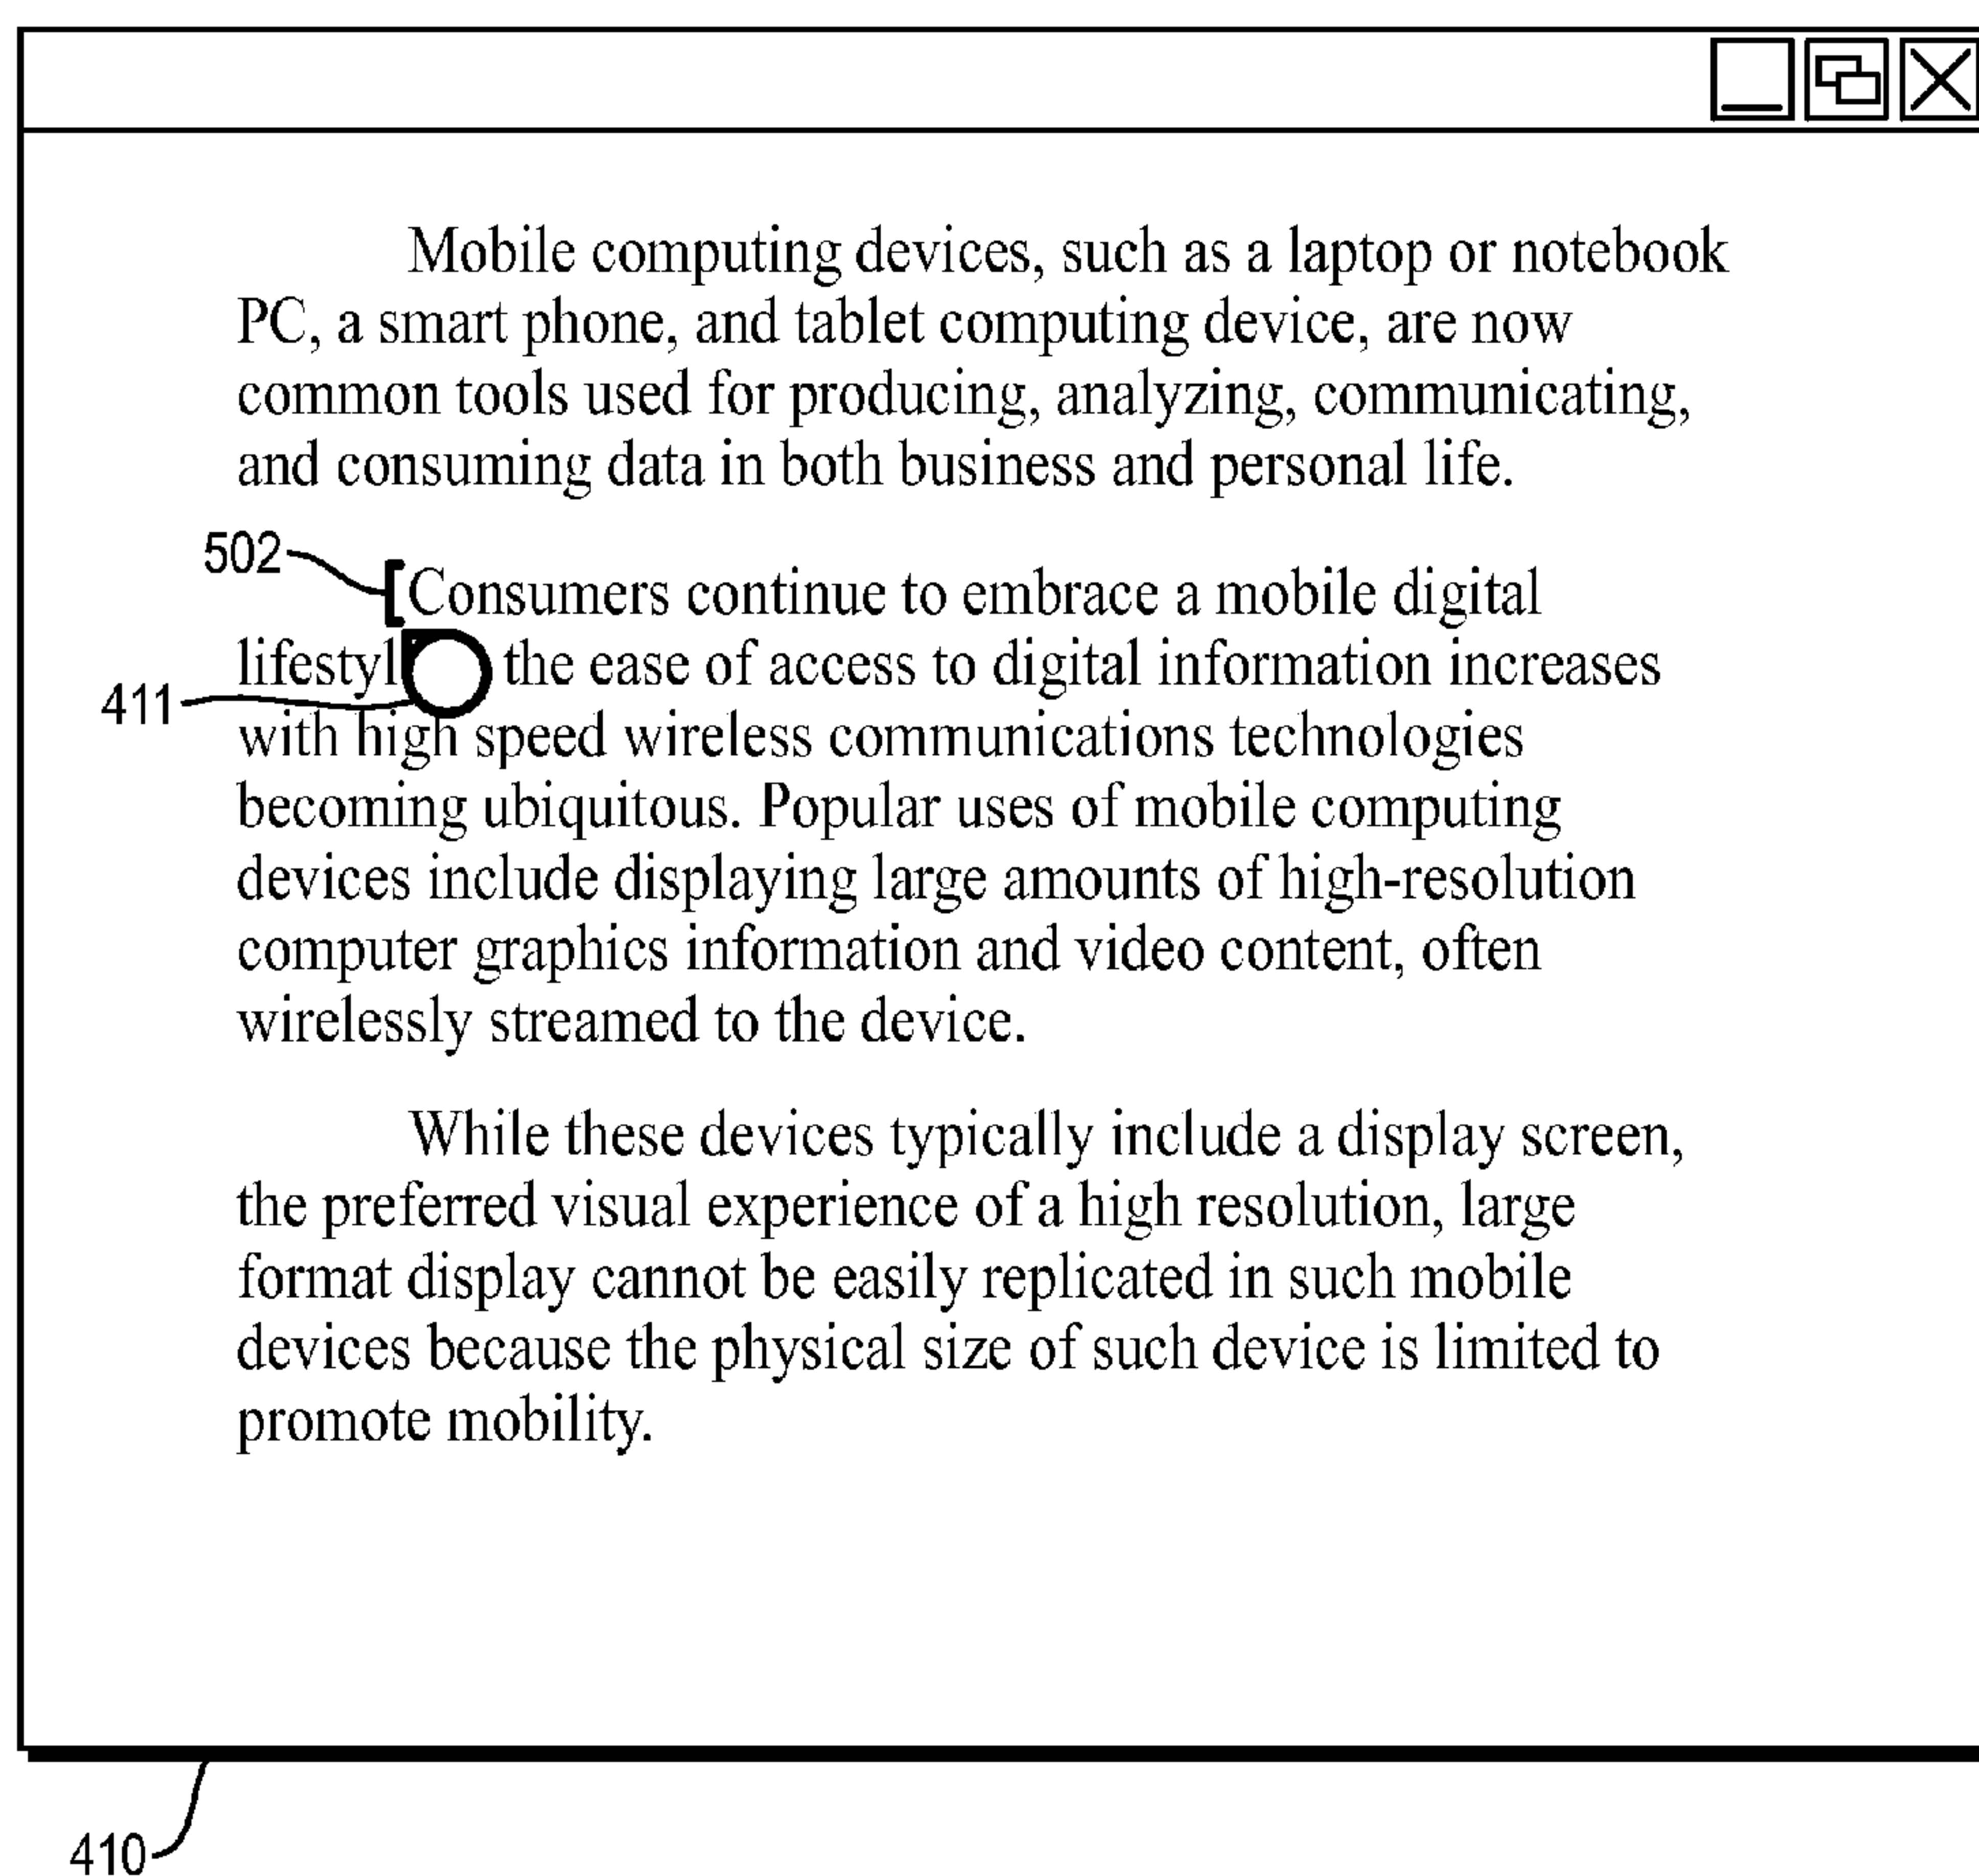 Mobile computing devices, such as a laptop or notebook
PC, a smart phone, and tablet computing device, are now
common tools used for producing, analyzing, communicating,
and consuming data in both business and personal life.
502
[Consumers continue to embrace a mobile digital
lifestyl the ease of access to digital information increases
411
with high speed wireless communications technologies
becoming ubiquitous. Popular uses of mobile computing
devices include displaying large amounts of high-resolution
computer graphics information and video content, often
wirelessly streamed to the device.
While these devices typically include a display screen,
the preferred visual experience of a high resolution, large
format display cannot be easily replicated in such mobile
devices because the physical size of such device is limited to
promote mobility.
410